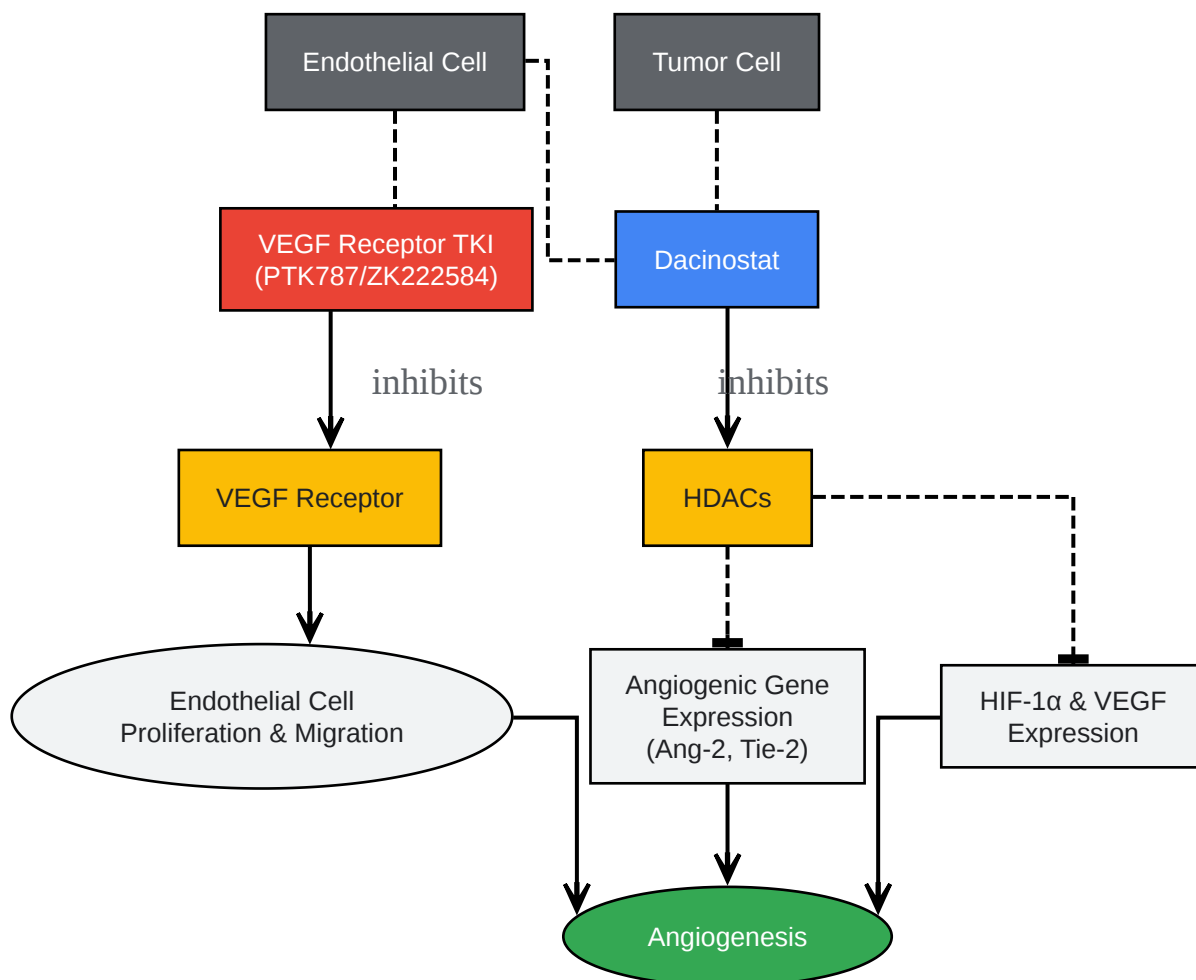 Endothelial Cell
Tumor Cell
VEGF Receptor TKI
(PTK787/ZK222584)
Dacinostat
inhibits
inhibits
VEGF Receptor
HDACs
Endothelial Cell
Proliferation & Migration
Angiogenic Gene
Expression
(Ang-2, Tie-2)
HIF-1α & VEGF
Expression
Angiogenesis